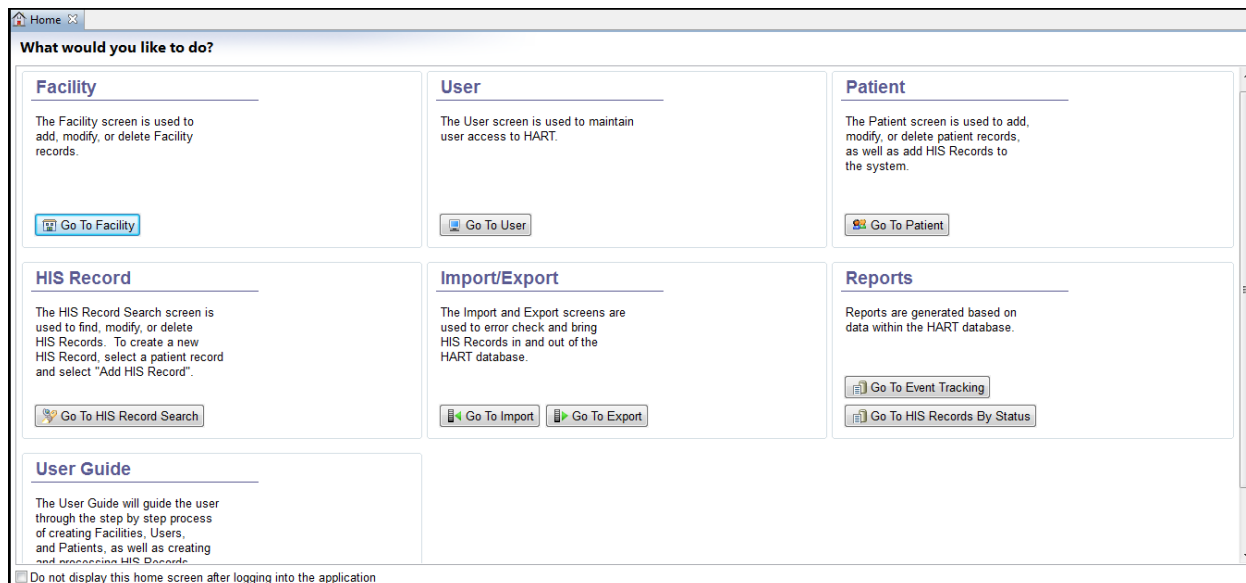 Home
What would you like to do?
Facility
The Facility screen is used to
add, modify, or delete Facility
records.
Go To Facility
User
The User screen is used to maintain
user access to HART.
Go To User
Patient
The Patient screen is used to add,
modify, or delete patient records,
as well as add HIS Records to
the system.
Go To Patient
HIS Record
The HIS Record Search screen is
used to find, modify, or delete
HIS Records.  To create a new
HIS Record, select a patient record
and select "Add HIS Record".
Go To HIS Record Search
Import/Export
The Import and Export screens are
used to error check and bring
HIS Records in and out of the
HART database.
Go To Import
Go To Export
Reports
Reports are generated based on
data within the HART database.
Go To Event Tracking
Go To HIS Records By Status
User Guide
The User Guide will guide the user
through the step by step process
of creating Facilities, Users,
and Patients, as well as creating
and processing HIS Records
Do not display this home screen after logging into the application